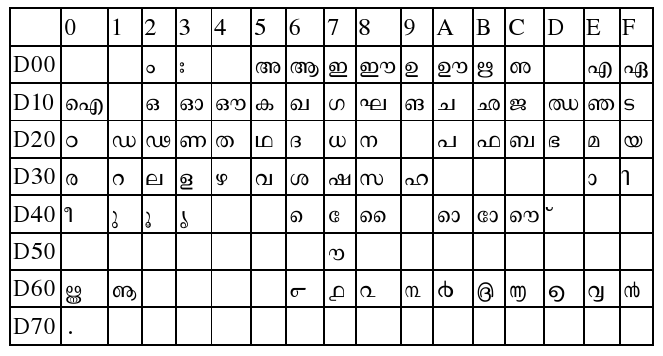 0 1 2 3 4 5 6 7 8 9 A B C D E F
D00 ം ഃ അ ആ ഇ ഈ ഉ ഊ ഋ ഌ എ ഏ
D10 ഐ ഒ ഓ ഔ ക ഖ ഗ ഘ ങ ച ഛ ജ ഝ ഞ ട
D20 ഠ ഡ ഢ ണ ത ഥ ദ ധ ന പ ഫ ബ ഭ മ യ
D30 ര റ ല ള ഴ വ ശ ഷ സ ഹ ാ ി
D40 ീ ു ൂ ൃ െ േ ൈ ൊ ോ ൌ ്
D50 ൗ
D60 ൠ ൡ ൦ ൧ ൨ ൩ ൪ ൫ ൬ ൭ ൮ ൯
D70 .